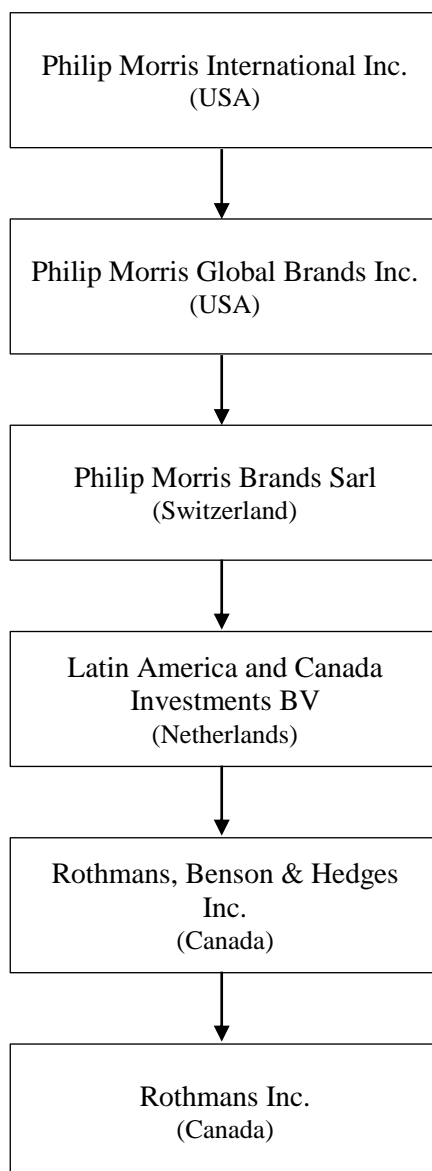 Philip Morris International Inc.
(USA)
Philip Morris Global Brands Inc.
(USA)
Philip Morris Brands Sarl
(Switzerland)
Latin America and Canada
Investments BV
(Netherlands)
Rothmans, Benson & Hedges
Inc.
(Canada)
Rothmans Inc.
(Canada)